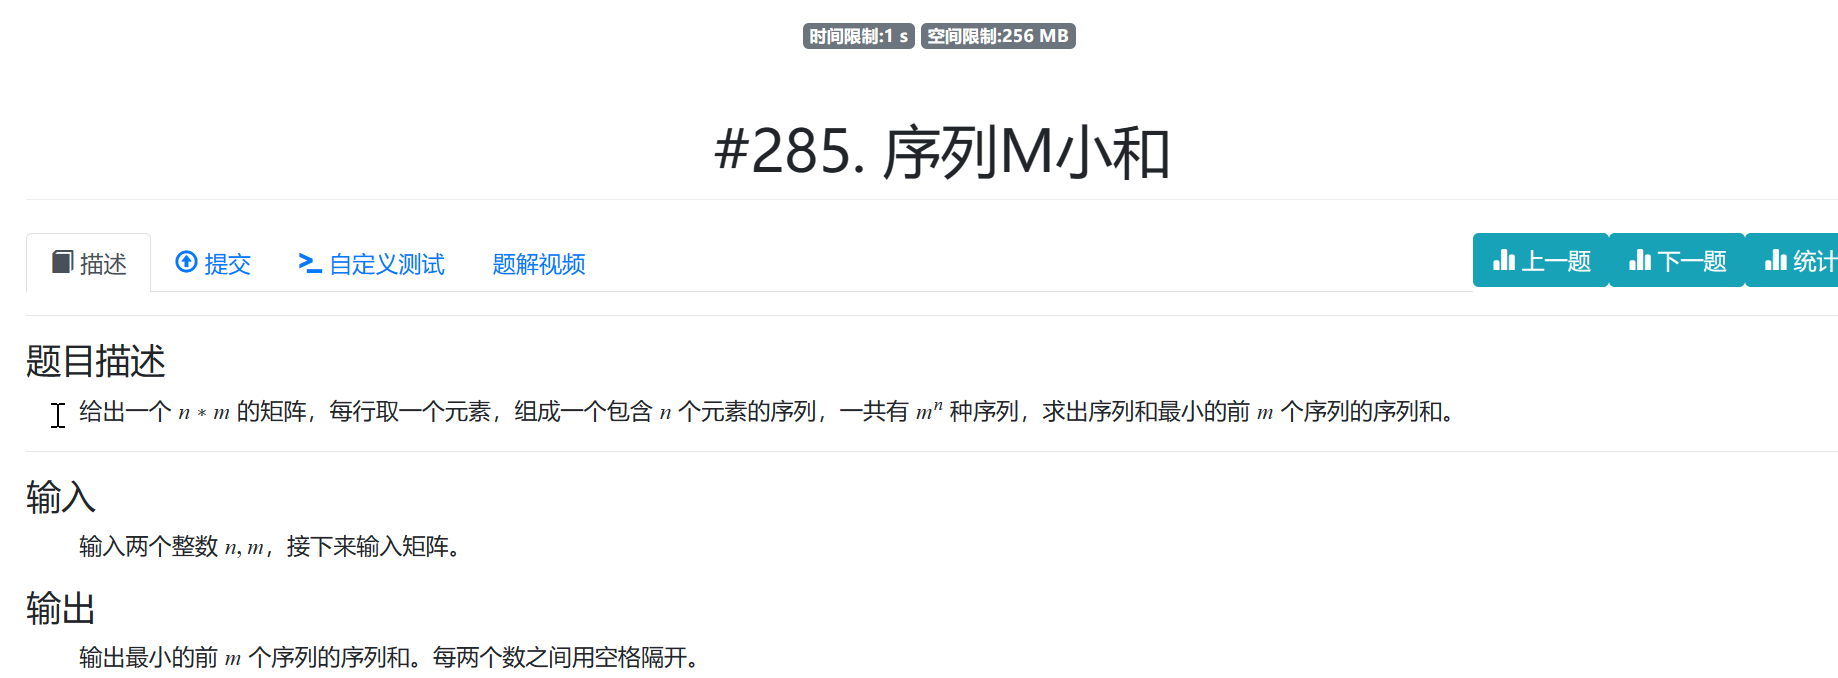 时间限制:1 s 空间限制:256 MB
#285. 序列M小和
描述 提交 自定义测试 题解视频 上一题 下一题 统计
题目描述
给出一个 n ∗ m 的矩阵，每行取一个元素，组成一个包含 n 个元素的序列，一共有 mⁿ 种序列，求出序列和最小的前 m 个序列的序列和。
输入
输入两个整数 n, m，接下来输入矩阵。
输出
输出最小的前 m 个序列的序列和。每两个数之间用空格隔开。